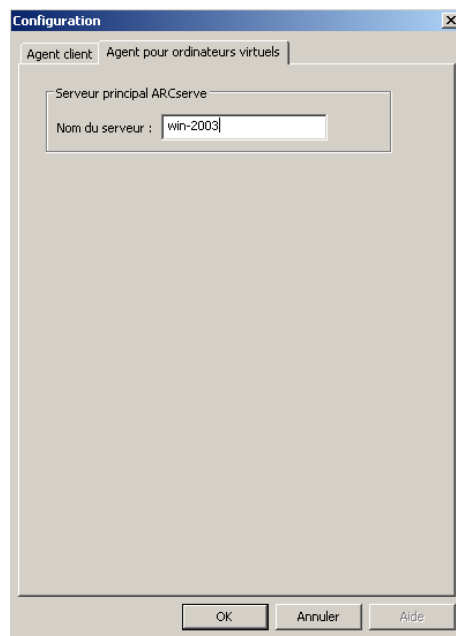 Configuration
Agent client Agent pour ordinateurs virtuels
Serveur principal ARCserve
Nom du serveur : win-2003
OK Annuler Aide